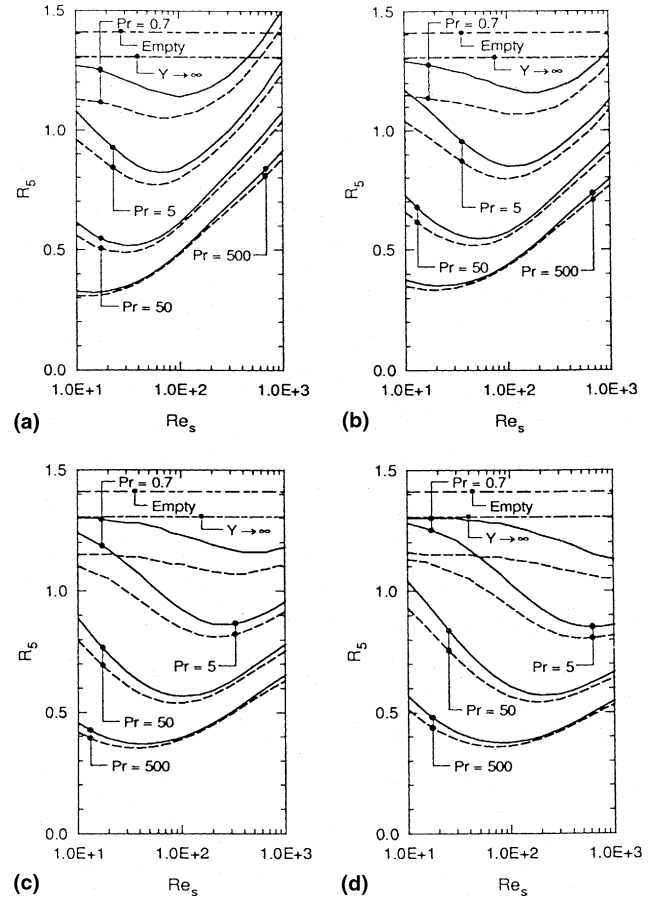 1.5
Pr = 0.7
Empty
Y → ∞
1.0
R5
Pr = 5
0.5
Pr = 500
Pr = 50
0.0
1.0E+1 1.0E+2 1.0E+3
(a) Res
1.5
Pr = 0.7
Empty
Y → ∞
1.0
R5
Pr = 5
0.5
Pr = 50 Pr = 500
0.0
1.0E+1 1.0E+2 1.0E+3
(b) Res
1.5
Pr = 0.7
Empty
Y → ∞
1.0
R5
Pr = 5
0.5
Pr = 50
Pr = 500
0.0
1.0E+1 1.0E+2 1.0E+3
(c) Res
1.5
Pr = 0.7
Empty
Y → ∞
1.0
R5
Pr = 5
Pr = 50
0.5
Pr = 500
0.0
1.0E+1 1.0E+2 1.0E+3
(d) Res